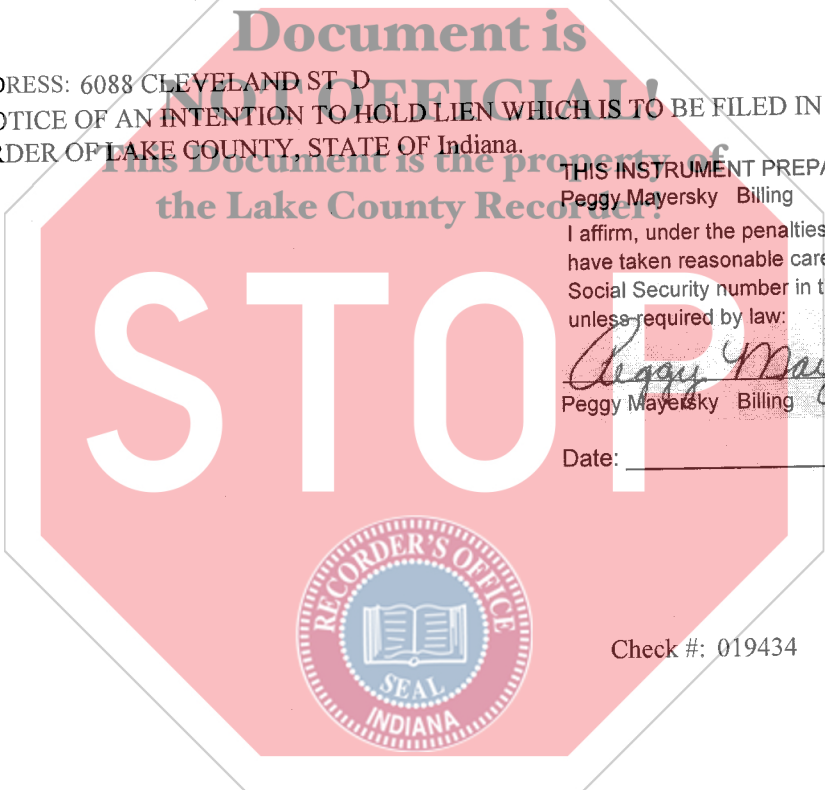 Document is
DRESS: 6088 CLEVELAND ST D
NOT OFFICIAL!
OTICE OF AN INTENTION TO HOLD LIEN WHICH IS TO BE FILED IN
RDER OF LAKE COUNTY, STATE OF Indiana.
This Document is the property of
the Lake County Recorder!
THIS INSTRUMENT PREPA
Peggy Mayersky Billing
I affirm, under the penalties
have taken reasonable care
Social Security number in t
unless required by law:
Peggy May
Peggy Mayersky Billing
Date:
STOP
RECORDER'S OFFICE
SEAL
INDIANA
Check #: 019434